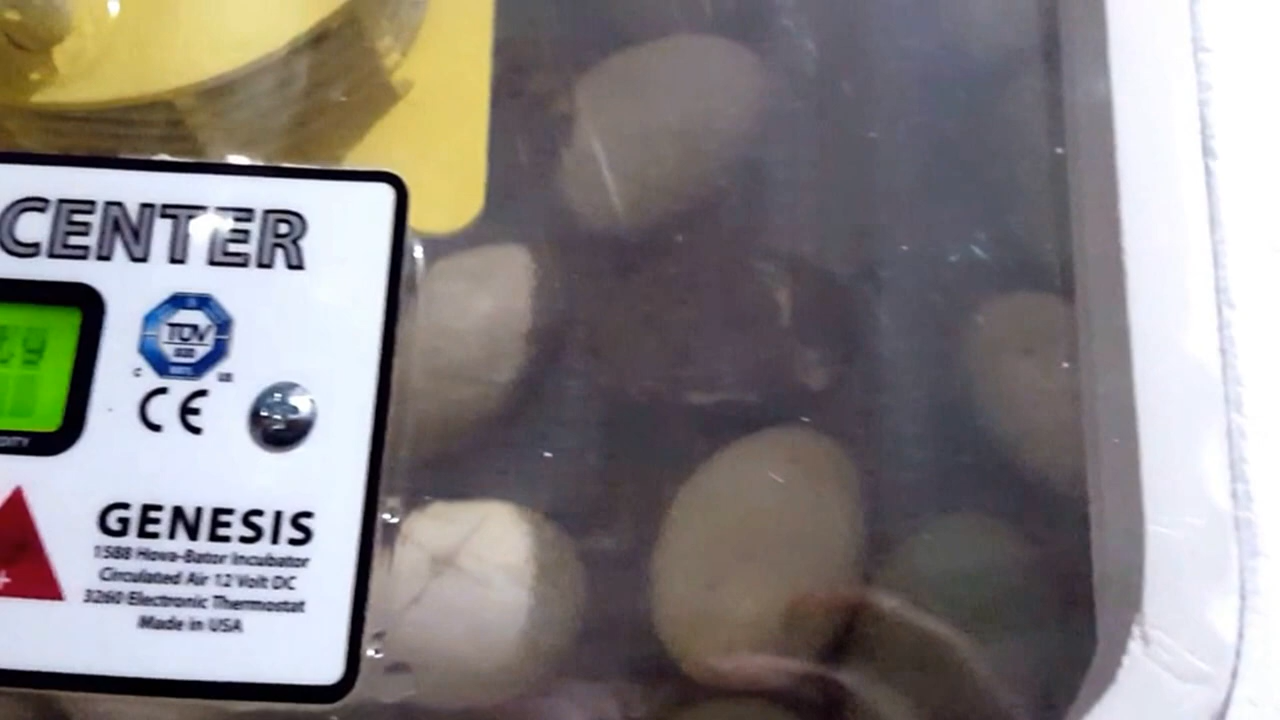 CENTER
TÜV
CE
GENESIS
1588 Hova-Bator Incubator
Circulated Air 12 Volt DC
3260 Electronic Thermostat
Made in USA